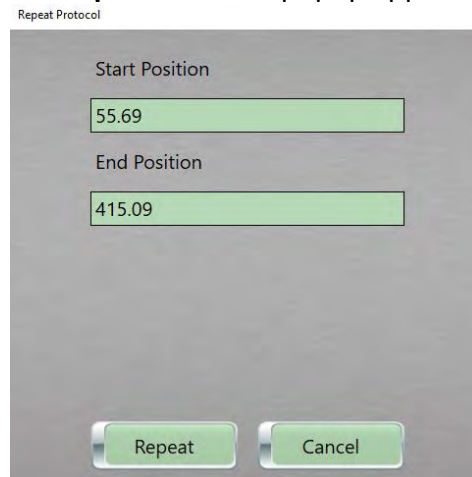 Repeat Protocol
Start Position
55.69
End Position
415.09
Repeat Cancel